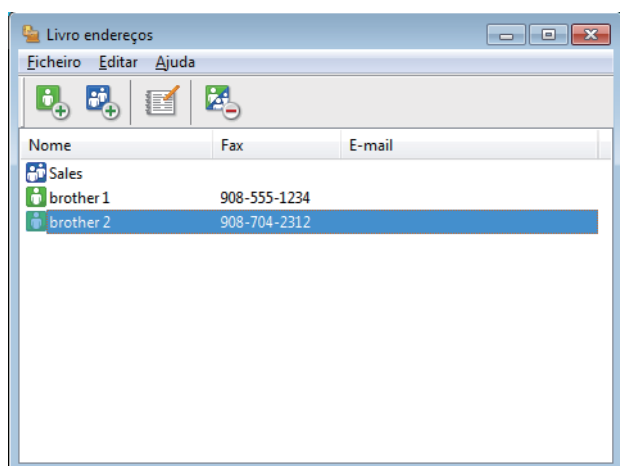 Livro endereços
Ficheiro Editar Ajuda
Nome Fax E-mail
Sales
brother 1 908-555-1234
brother 2 908-704-2312